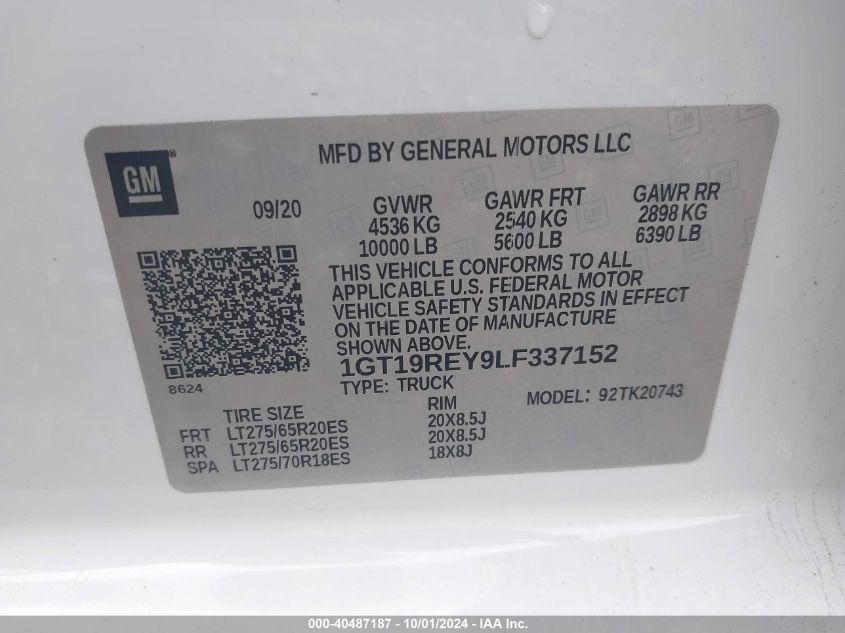 GM®
MFD BY GENERAL MOTORS LLC
09/20
GVWR GAWR FRT GAWR RR
4536 KG 2540 KG 2898 KG
10000 LB 5600 LB 6390 LB
THIS VEHICLE CONFORMS TO ALL
APPLICABLE U.S. FEDERAL MOTOR
VEHICLE SAFETY STANDARDS IN EFFECT
ON THE DATE OF MANUFACTURE
SHOWN ABOVE.
1GT19REY9LF337152
8624
TYPE: TRUCK
MODEL: 92TK20743
TIRE SIZE RIM
FRT LT275/65R20ES 20X8.5J
RR LT275/65R20ES 20X8.5J
SPA LT275/70R18ES 18X8J
000-40487187 - 10/01/2024 - IAA Inc.